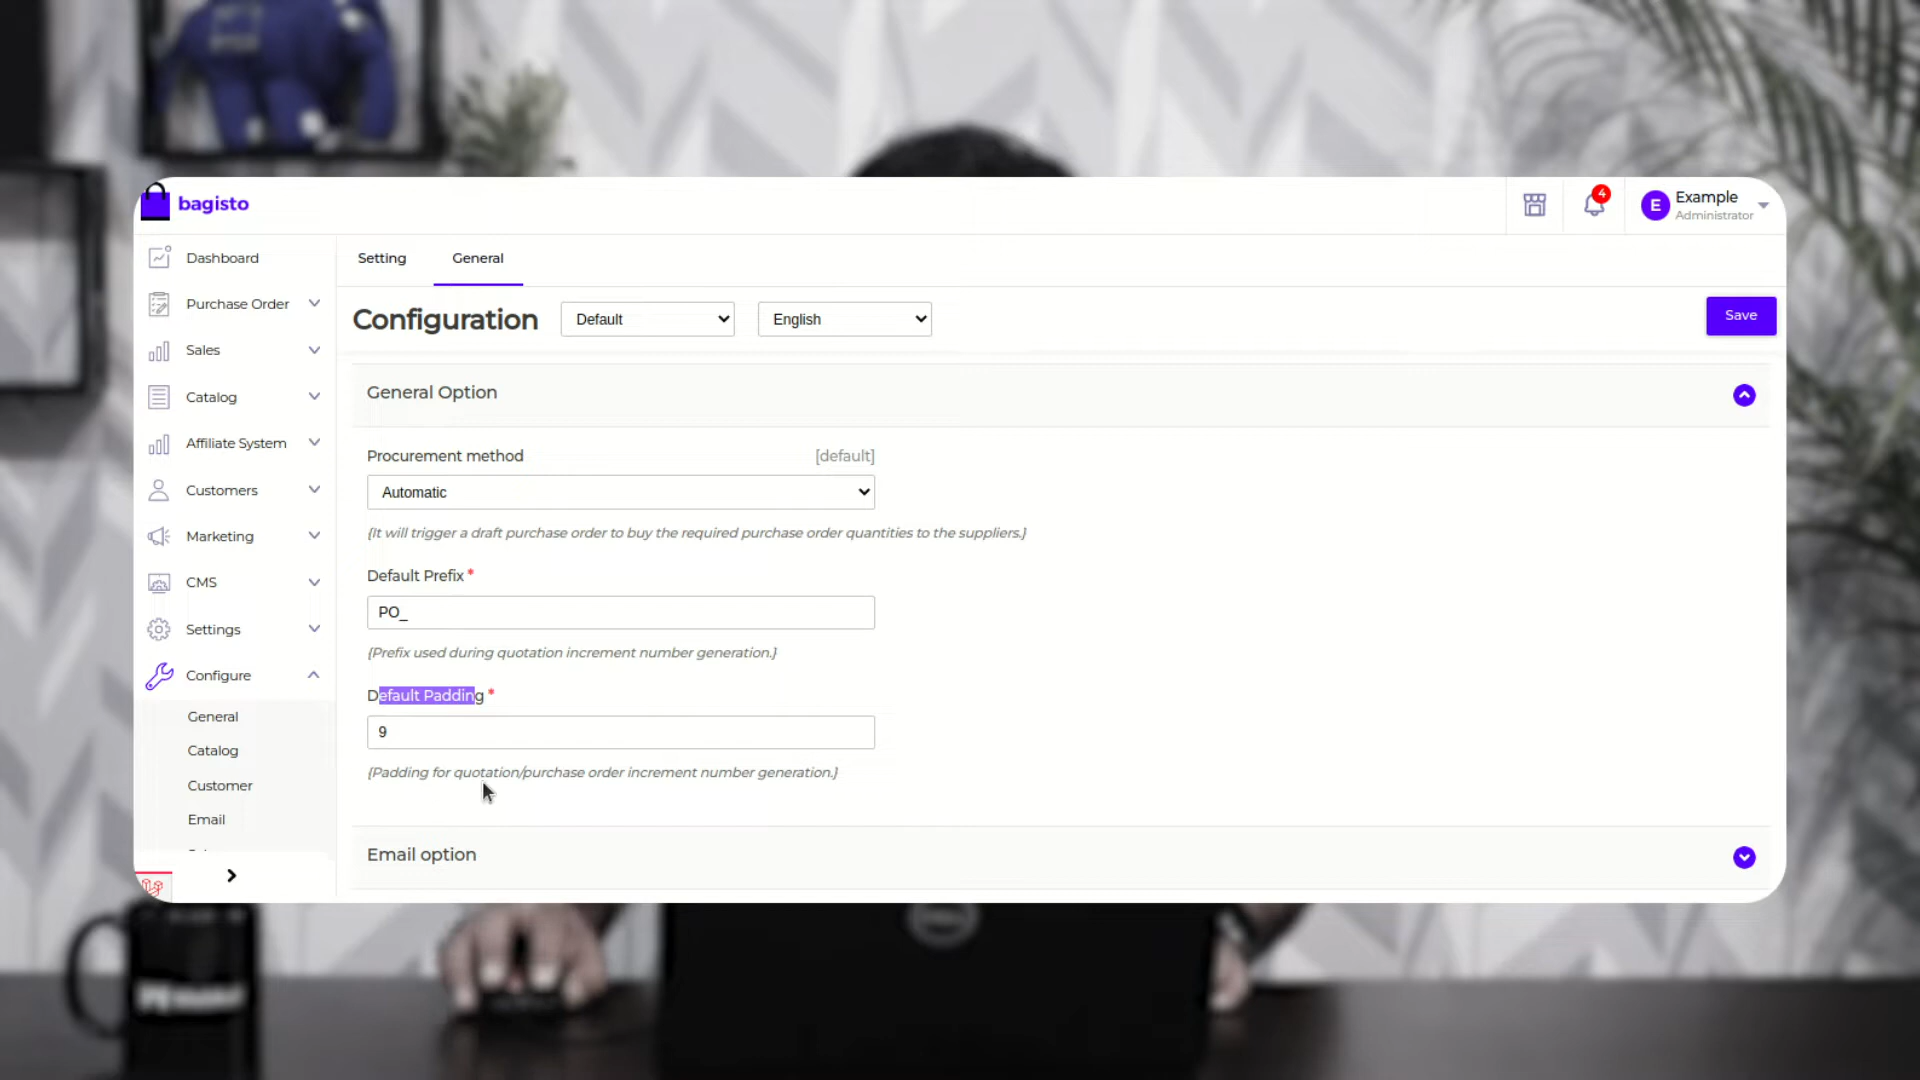 bagisto
4
E
Example
Administrator
Dashboard
Purchase Order
Sales
Catalog
Affiliate System
Customers
Marketing
CMS
Settings
Configure
General
Catalog
Customer
Email
Setting
General
Configuration
Default
English
Save
General Option
Procurement method
[default]
Automatic
{It will trigger a draft purchase order to buy the required purchase order quantities to the suppliers.}
Default Prefix *
PO_
{Prefix used during quotation increment number generation.}
Default Padding *
9
{Padding for quotation/purchase order increment number generation.}
Email option